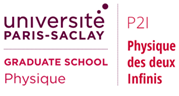 université
PARIS-SACLAY
GRADUATE SCHOOL
Physique
P2I
Physique
des deux
Infinis